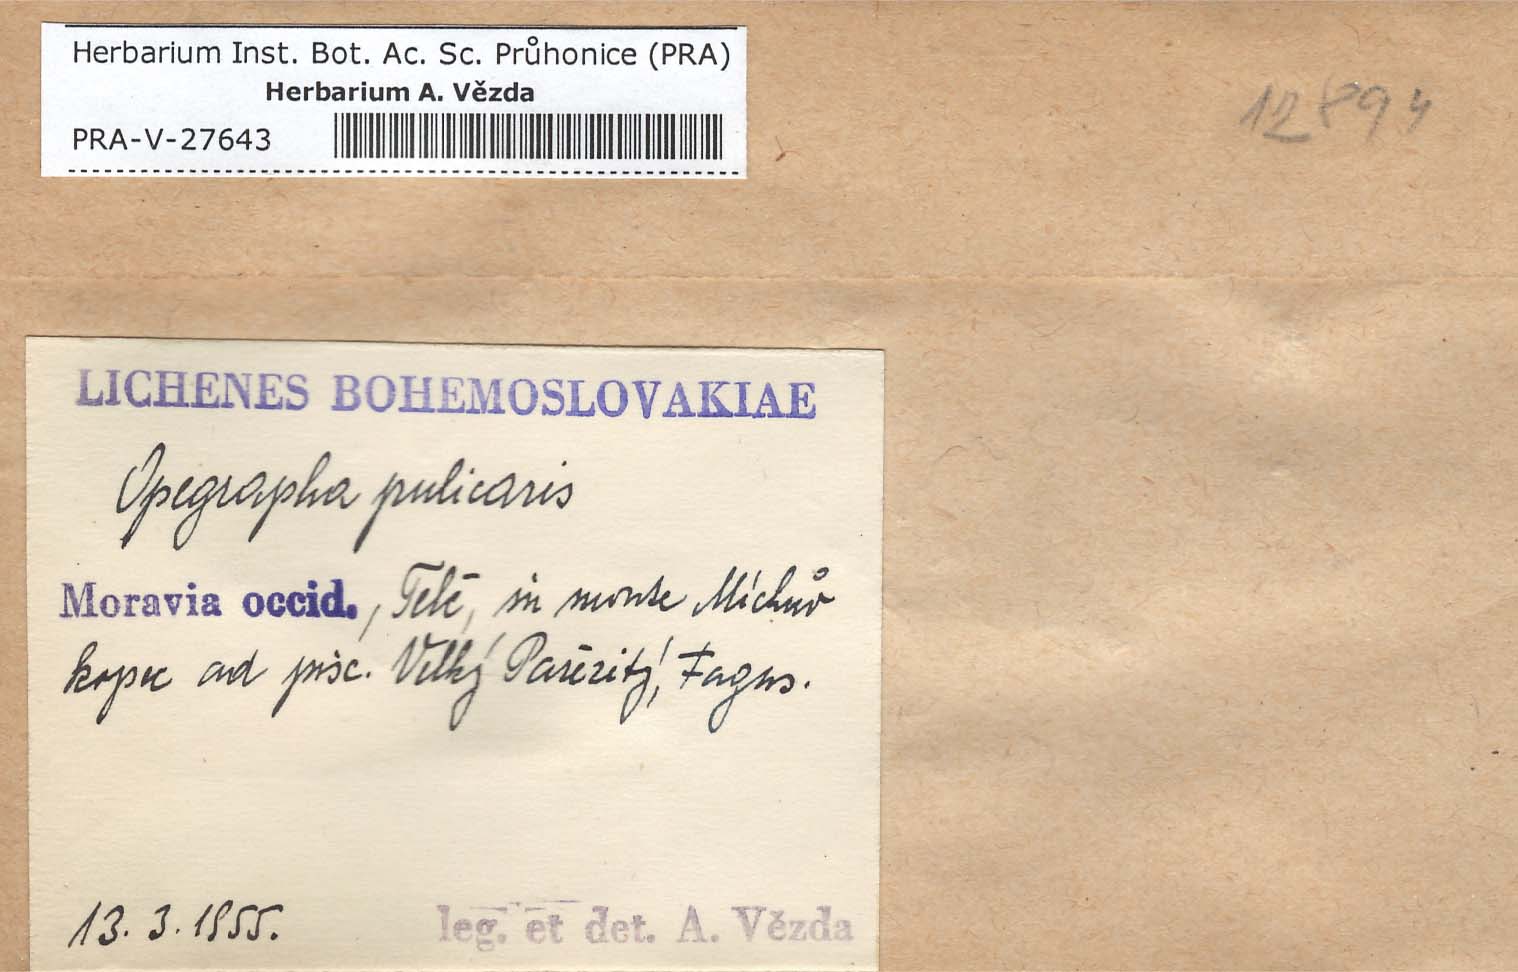 Herbarium Inst. Bot. Ac. Sc. Průhonice (PRA)
Herbarium A. Vězda
PRA-V-27643
12894
LICHENES BOHEMOSLOVAKIAE
Opegrapha pulicaris
Moravia occid., Telč, in monte Míchův
kopec ad pisc. Velký Pařezitý, Fagus.
13. 3. 1955.
leg. et det. A. Vězda